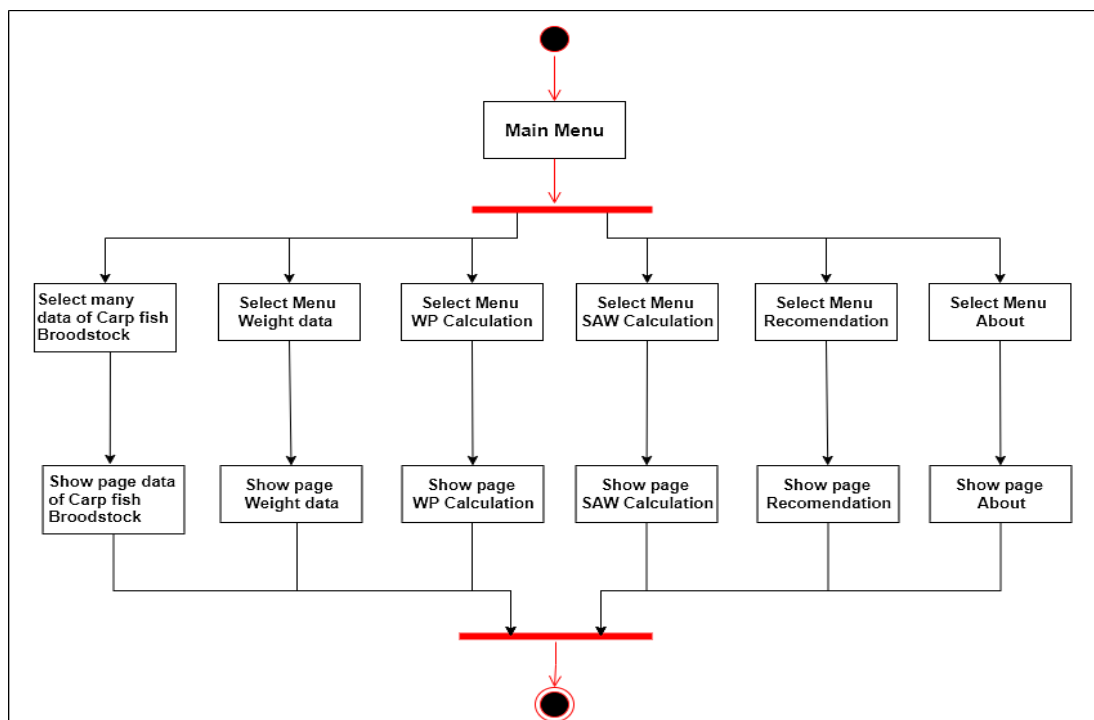 Main Menu
Select many
data of Carp fish
Broodstock
Select Menu
Weight data
Select Menu
WP Calculation
Select Menu
SAW Calculation
Select Menu
Recomendation
Select Menu
About
Show page data
of Carp fish
Broodstock
Show page
Weight data
Show page
WP Calculation
Show page
SAW Calculation
Show page
Recomendation
Show page
About